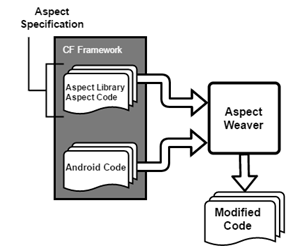 Aspect
Specification
CF Framework
Aspect Library
Aspect Code
Android Code
Aspect
Weaver
Modified
Code